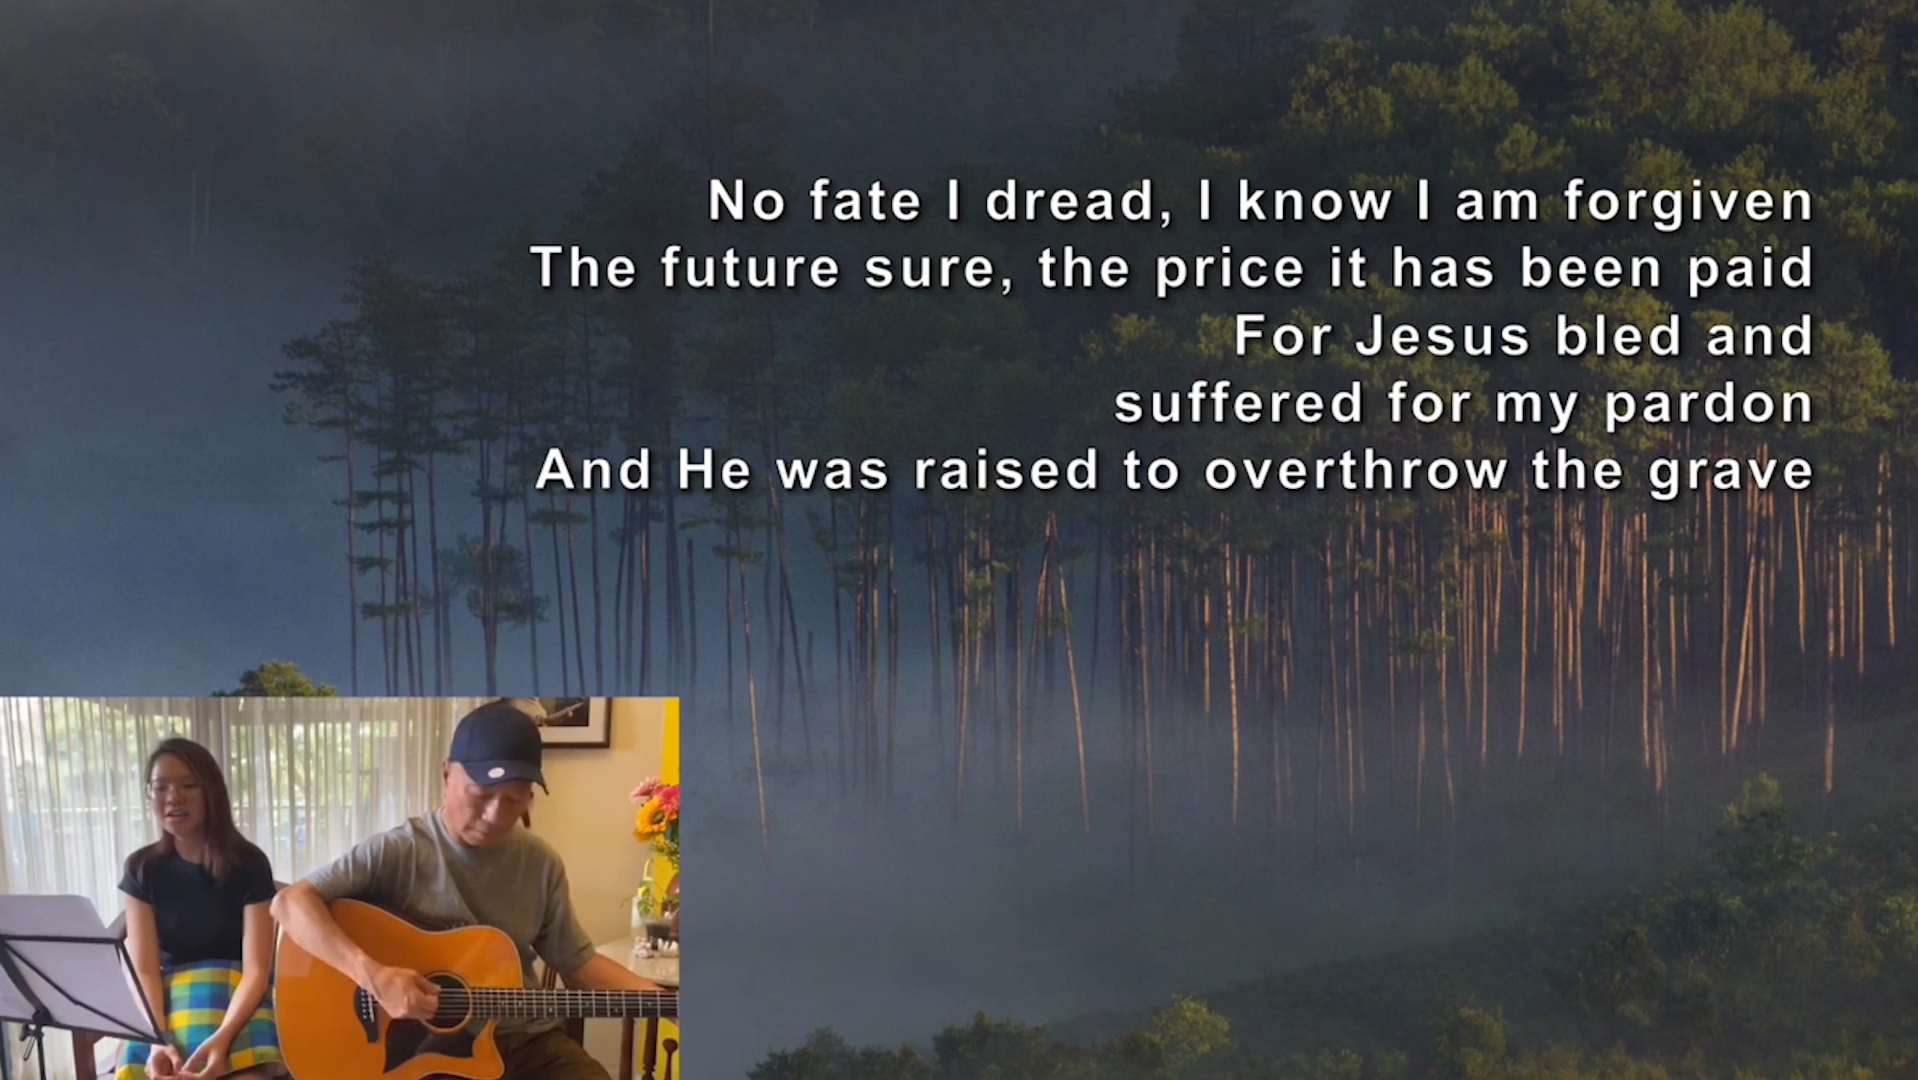 No fate I dread, I know I am forgiven
The future sure, the price it has been paid
For Jesus bled and
suffered for my pardon
And He was raised to overthrow the grave